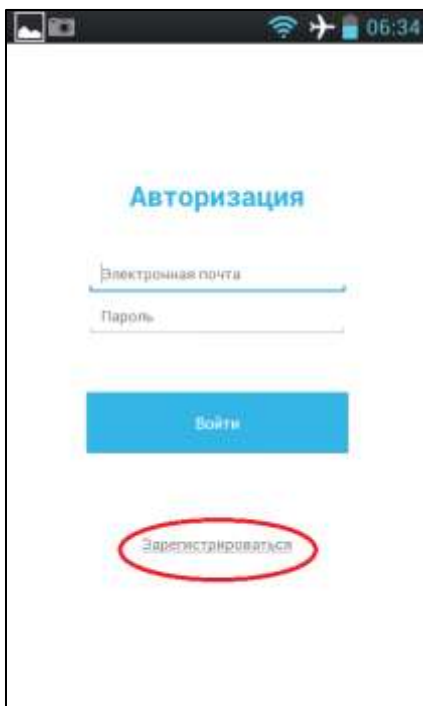 06:34
Авторизация
Электронная почта
Пароль
Войти
Зарегистрироваться